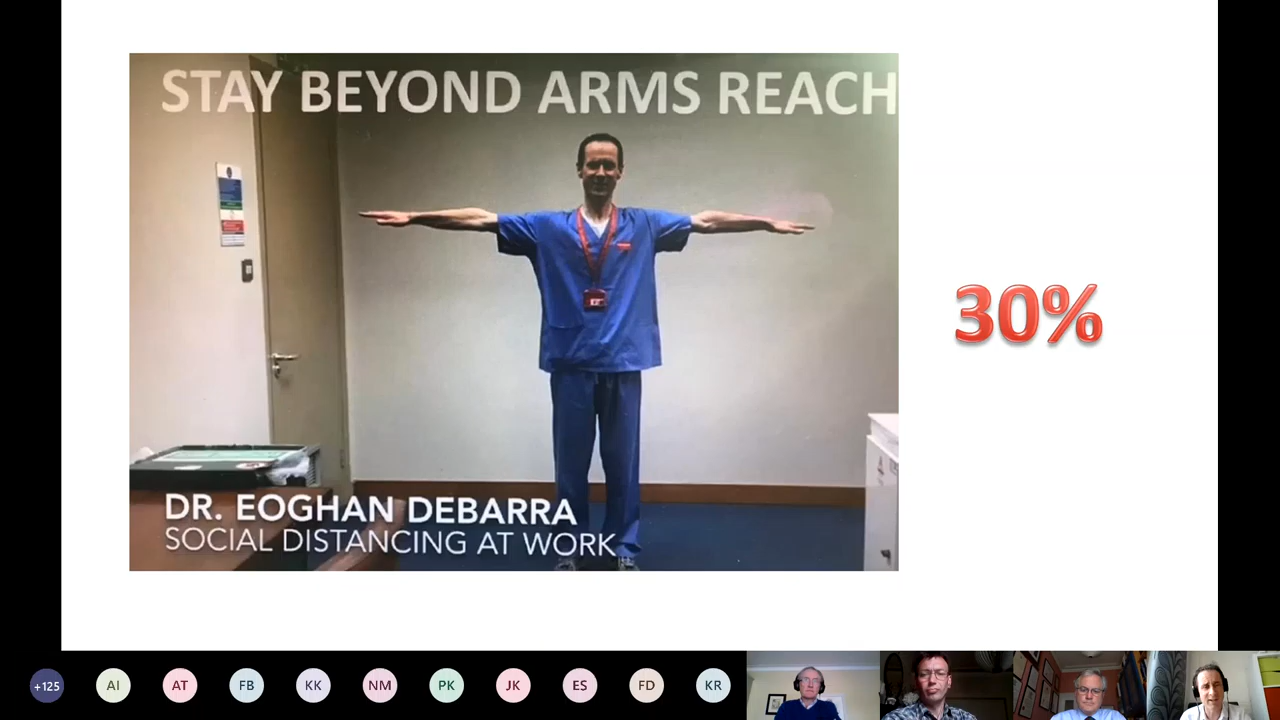 STAY BEYOND ARMS REACH
30%
DR. EOGHAN DEBARRA
SOCIAL DISTANCING AT WORK
+125 AI AT FB KK NM PK JK ES FD KR